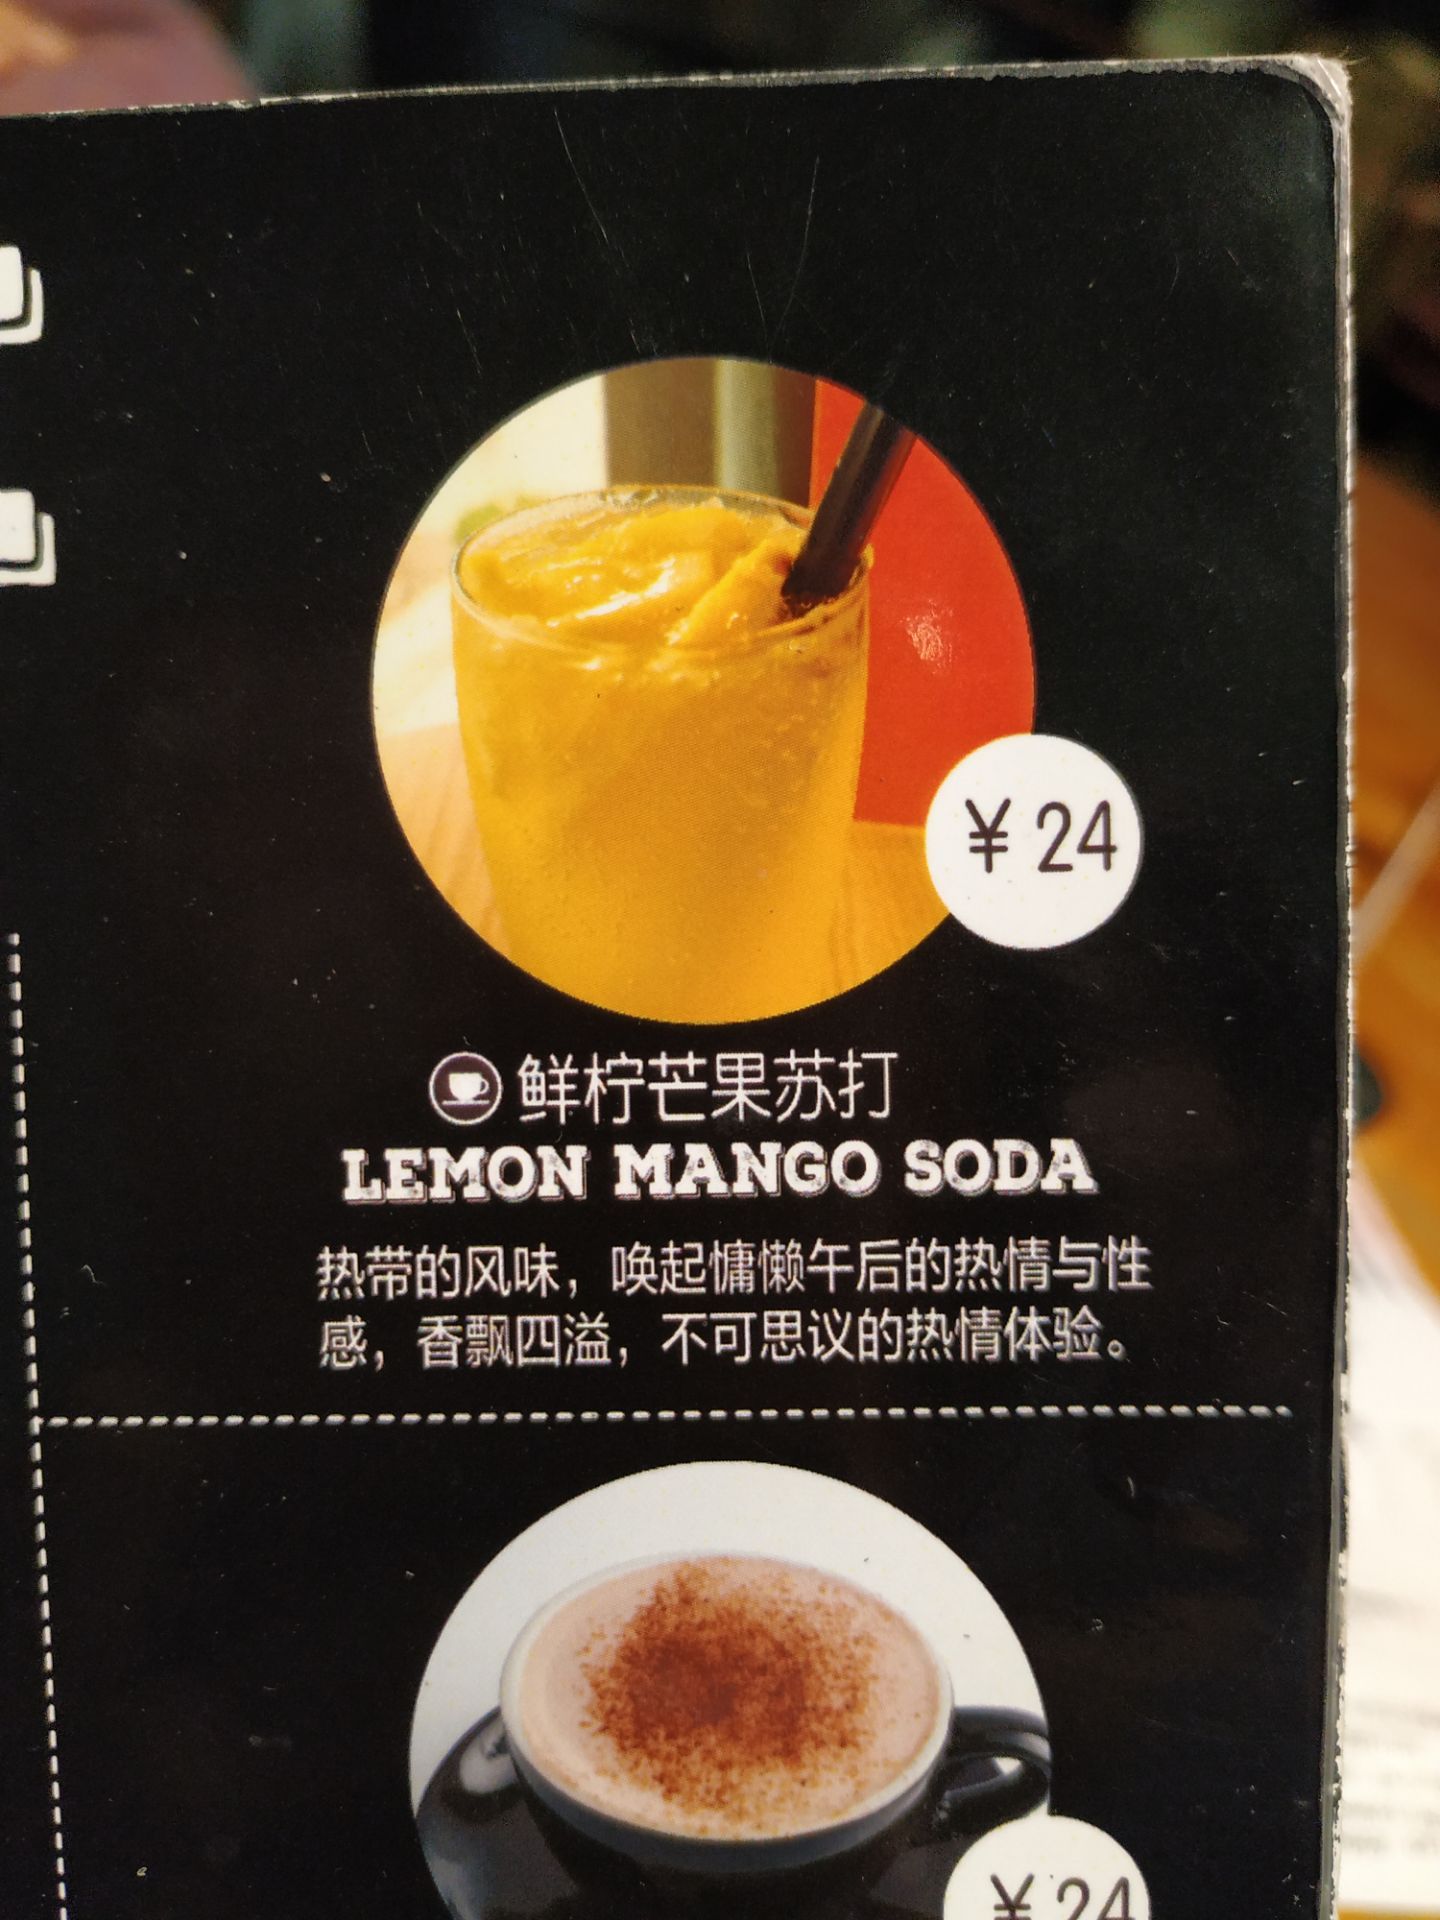 ¥24
鲜柠芒果苏打
LEMON MANGO SODA
热带的风味，唤起慵懒午后的热情与性
感，香飘四溢，不可思议的热情体验。
¥24